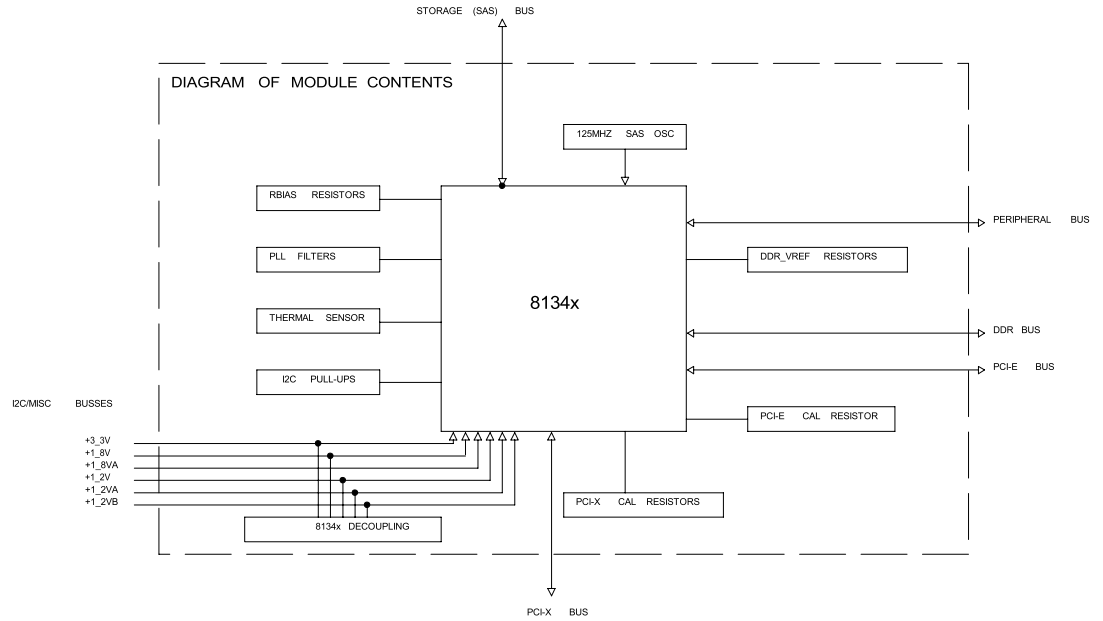 STORAGE (SAS) BUS
DIAGRAM OF MODULE CONTENTS
125MHZ SAS OSC
RBIAS RESISTORS
PERIPHERAL BUS
PLL FILTERS
DDR_VREF RESISTORS
8134x
THERMAL SENSOR
DDR BUS
PCI-E BUS
I2C PULL-UPS
I2C/MISC BUSSES
PCI-E CAL RESISTOR
+3_3V
+1_8V
+1_8VA
+1_2V
+1_2VA
+1_2VB
PCI-X CAL RESISTORS
8134x DECOUPLING
PCI-X BUS